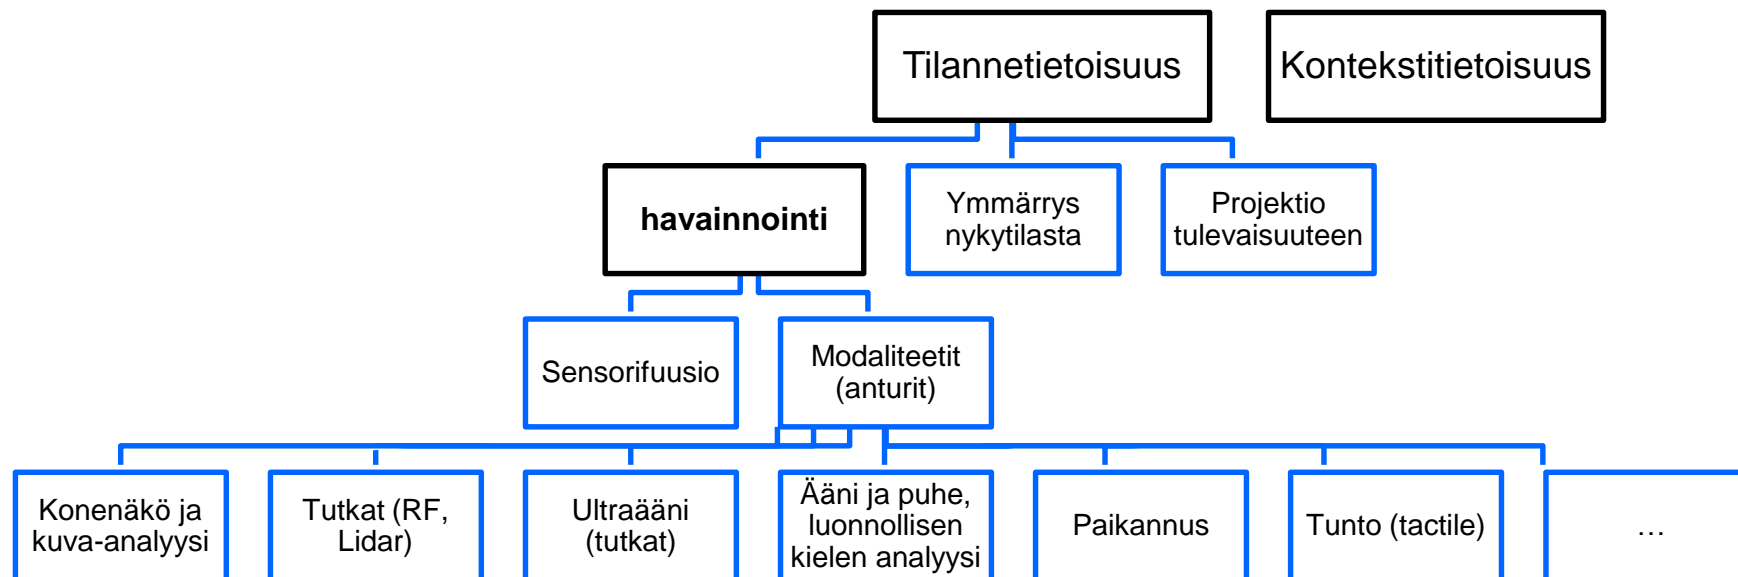 Tilannetietoisuus
Kontekstitietoisuus
havainnointi
Ymmärrys
nykytilasta
Projektio
tulevaisuuteen
Sensorifuusio
Modaliteetit
(anturit)
Konenäkö ja
kuva-analyysi
Tutkat (RF,
Lidar)
Ultraääni
(tutkat)
Ääni ja puhe,
luonnollisen
kielen analyysi
Paikannus
Tunto (tactile)
…